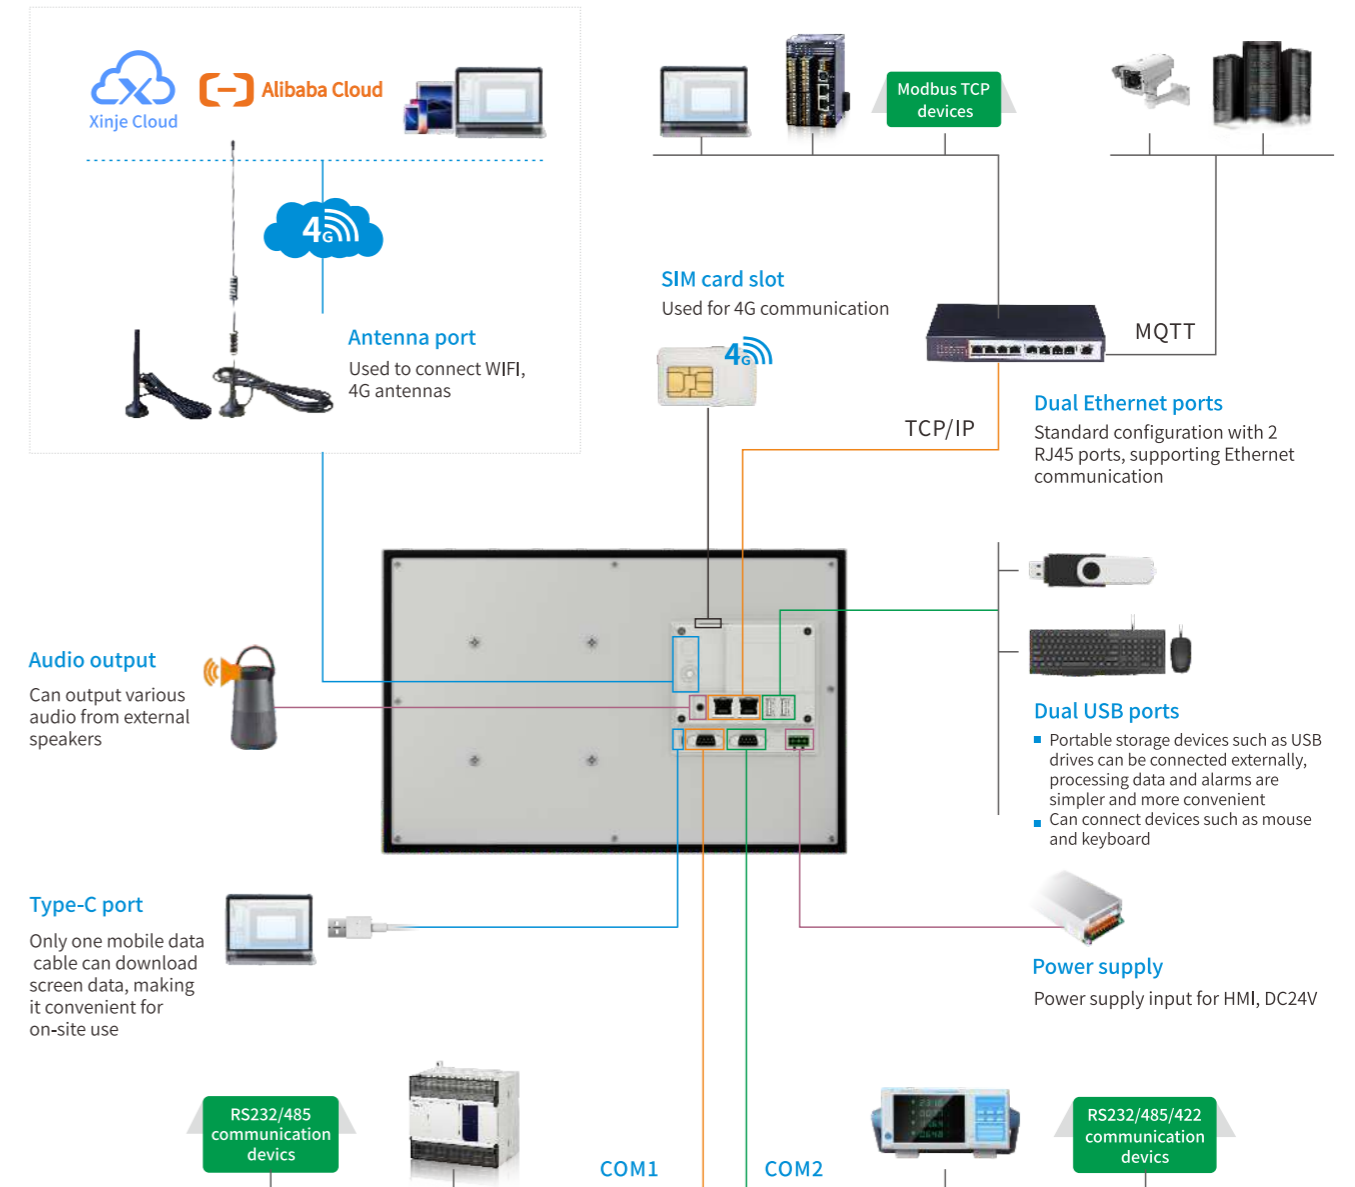 Xinje Cloud
Alibaba Cloud
Modbus TCP
devices
4G
Antenna port
Used to connect WIFI,
4G antennas
SIM card slot
Used for 4G communication
4G
MQTT
TCP/IP
Dual Ethernet ports
Standard configuration with 2
RJ45 ports, supporting Ethernet
communication
Audio output
Can output various
audio from external
speakers
Dual USB ports
Portable storage devices such as USB
drives can be connected externally,
processing data and alarms are
simpler and more convenient
Can connect devices such as mouse
and keyboard
Type-C port
Only one mobile data
cable can download
screen data, making
it convenient for
on-site use
Power supply
Power supply input for HMI, DC24V
RS232/485
communication
devics
COM1
COM2
RS232/485/422
communication
devics